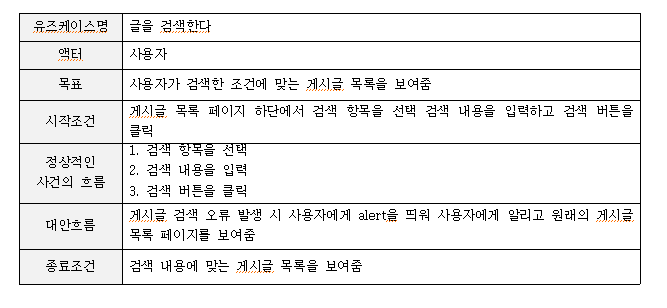 유즈케이스명 글을 검색한다
액터 사용자
목표 사용자가 검색한 조건에 맞는 게시글 목록을 보여줌
시작조건 게시글 목록 페이지 하단에서 검색 항목을 선택 검색 내용을 입력하고 검색 버튼을
클릭
정상적인
사건의 흐름
1. 검색 항목을 선택
2. 검색 내용을 입력
3. 검색 버튼을 클릭
대안흐름 게시글 검색 오류 발생 시 사용자에게 alert을 띄워 사용자에게 알리고 원래의 게시글
목록 페이지를 보여줌
종료조건 검색 내용에 맞는 게시글 목록을 보여줌